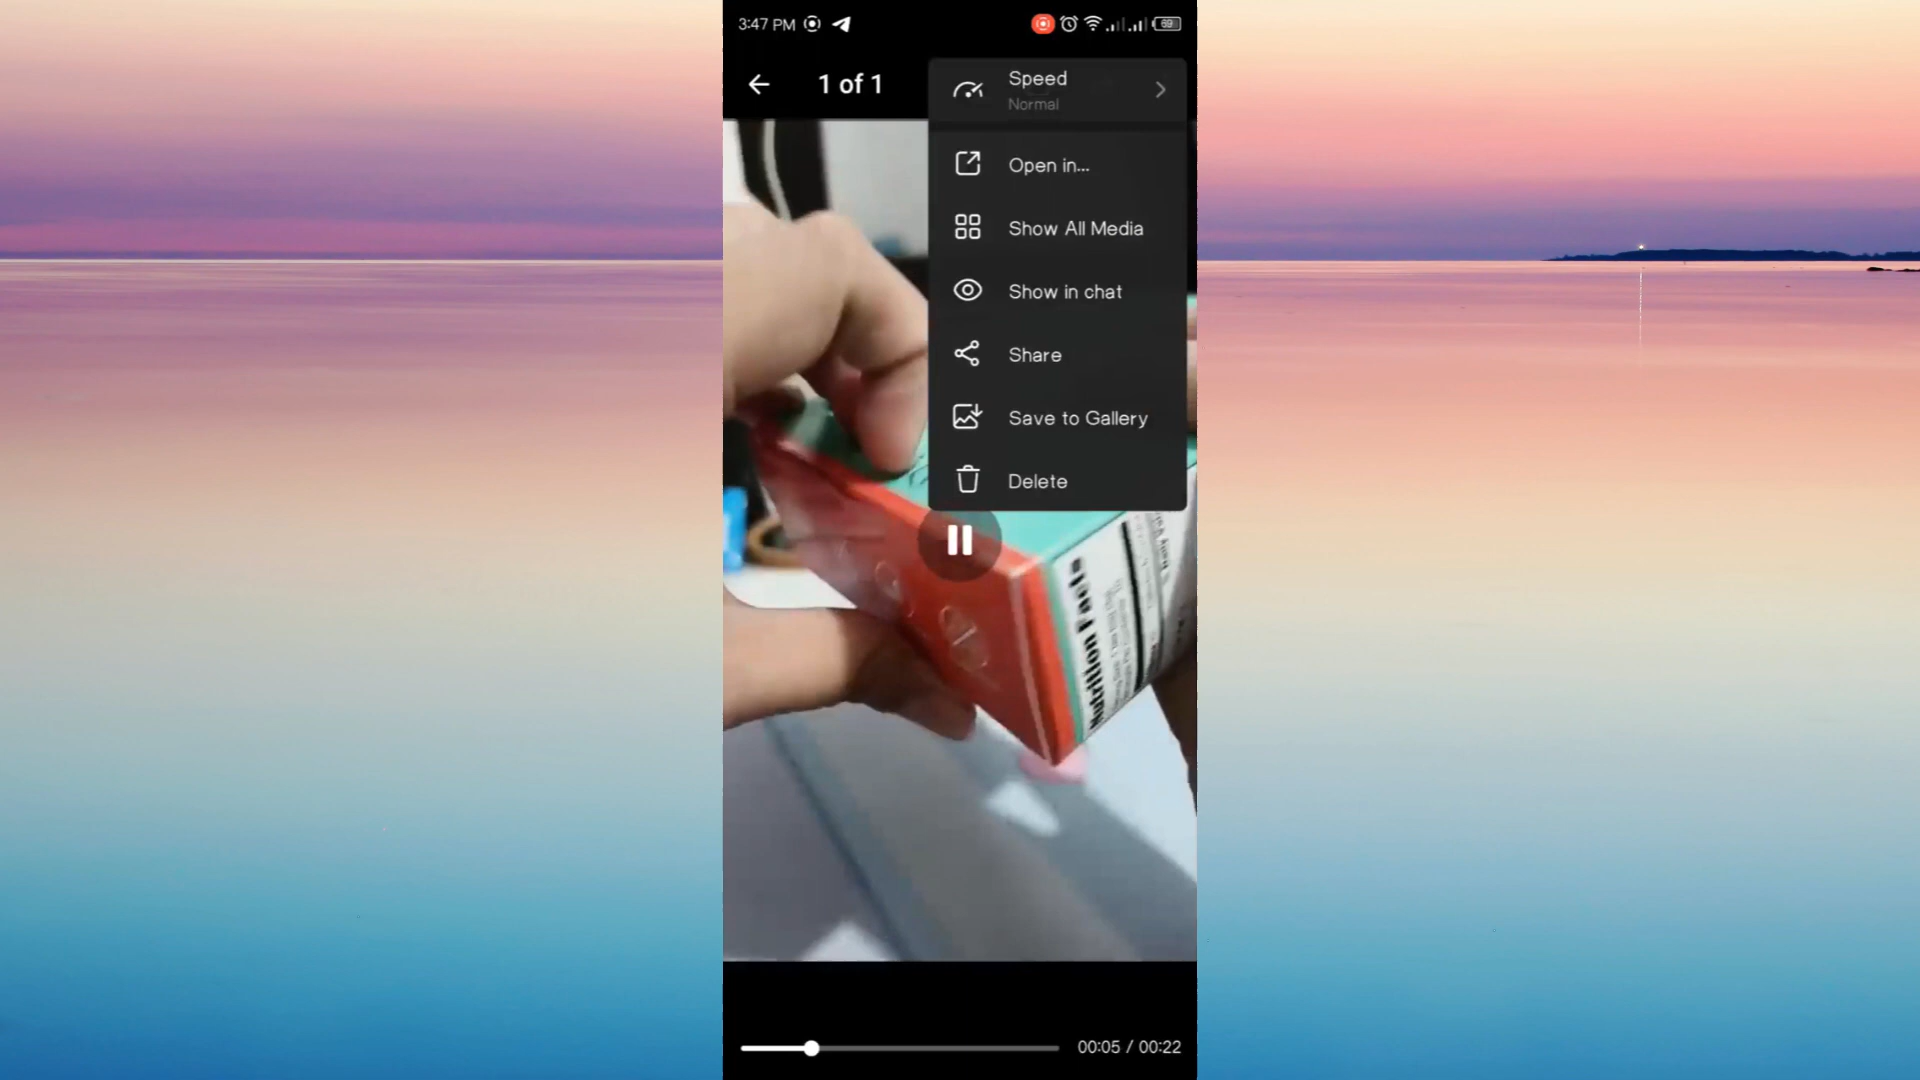 3:47 PM
69
1 of 1
Speed
Normal
Open in...
Show All Media
Show in chat
Share
Save to Gallery
Delete
Nutrition Facts
00:05 / 00:22